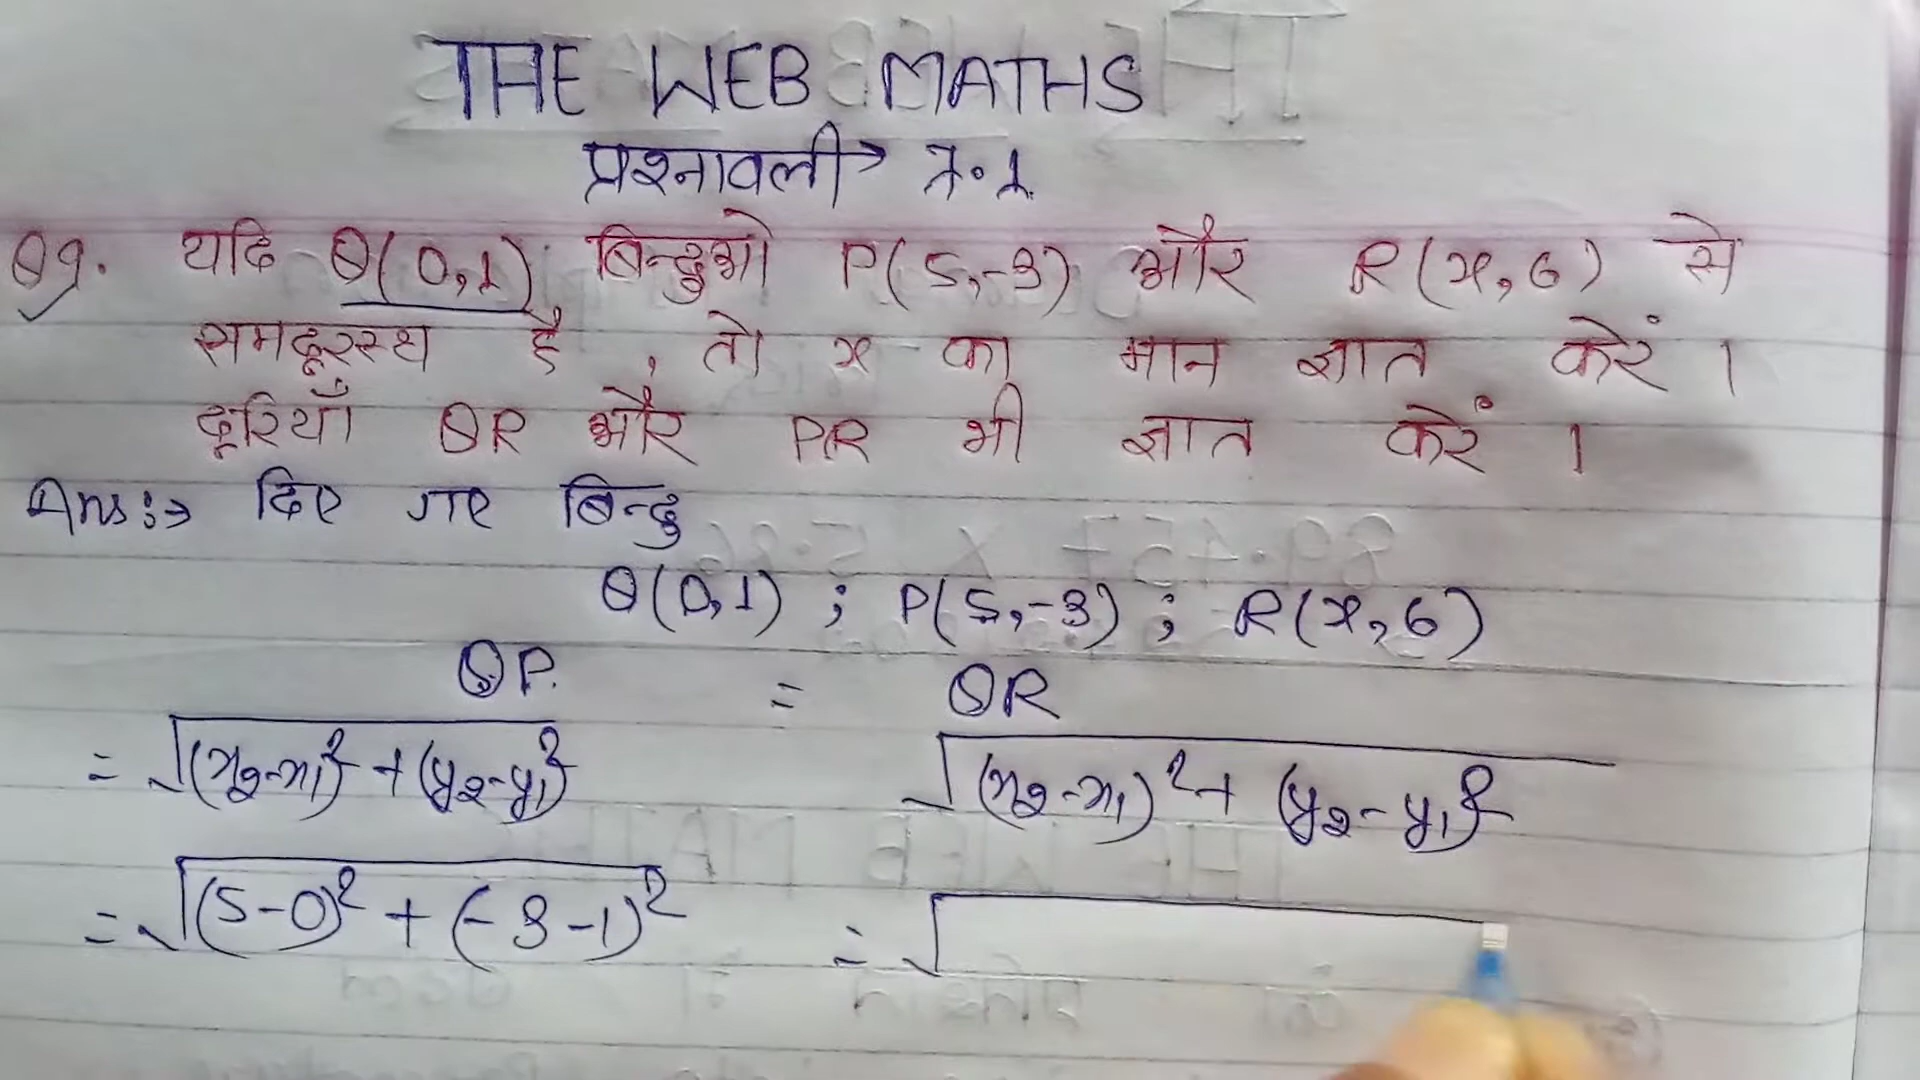 THE WEB MATHS
प्रश्नावली → 7.1
Q9. यदि Q(0,1) बिन्दुओ P(5,-3) और R(x,6) से
समदूरस्थ है, तो x का मान ज्ञात करें ।
दूरियाँ QR और PR भी ज्ञात करें ।
Ans:→ दिए गए बिन्दु
Q(0,1) ; P(5,-3) ; R(x,6)
QP = QR
= √(x₂-x₁)² + (y₂-y₁)² √(x₂-x₁)² + (y₂-y₁)²
= √(5-0)² + (-3-1)² = √